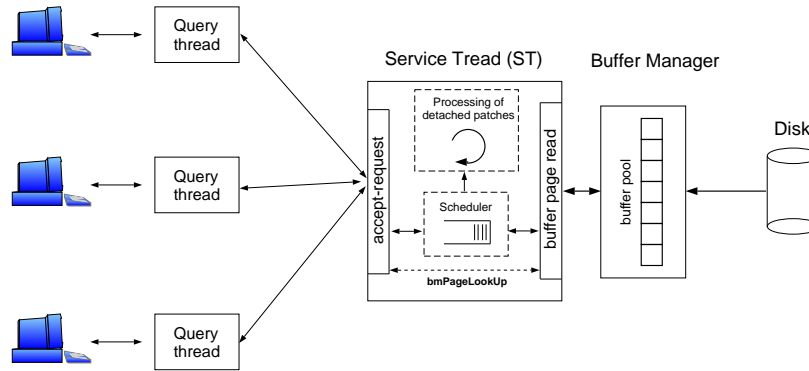 Query
thread
Service Tread (ST)
Buffer Manager
Processing of
detached patches
Disk
accept-request
Query
thread
Scheduler
buffer page read
buffer pool
bmPageLookUp
Query
thread